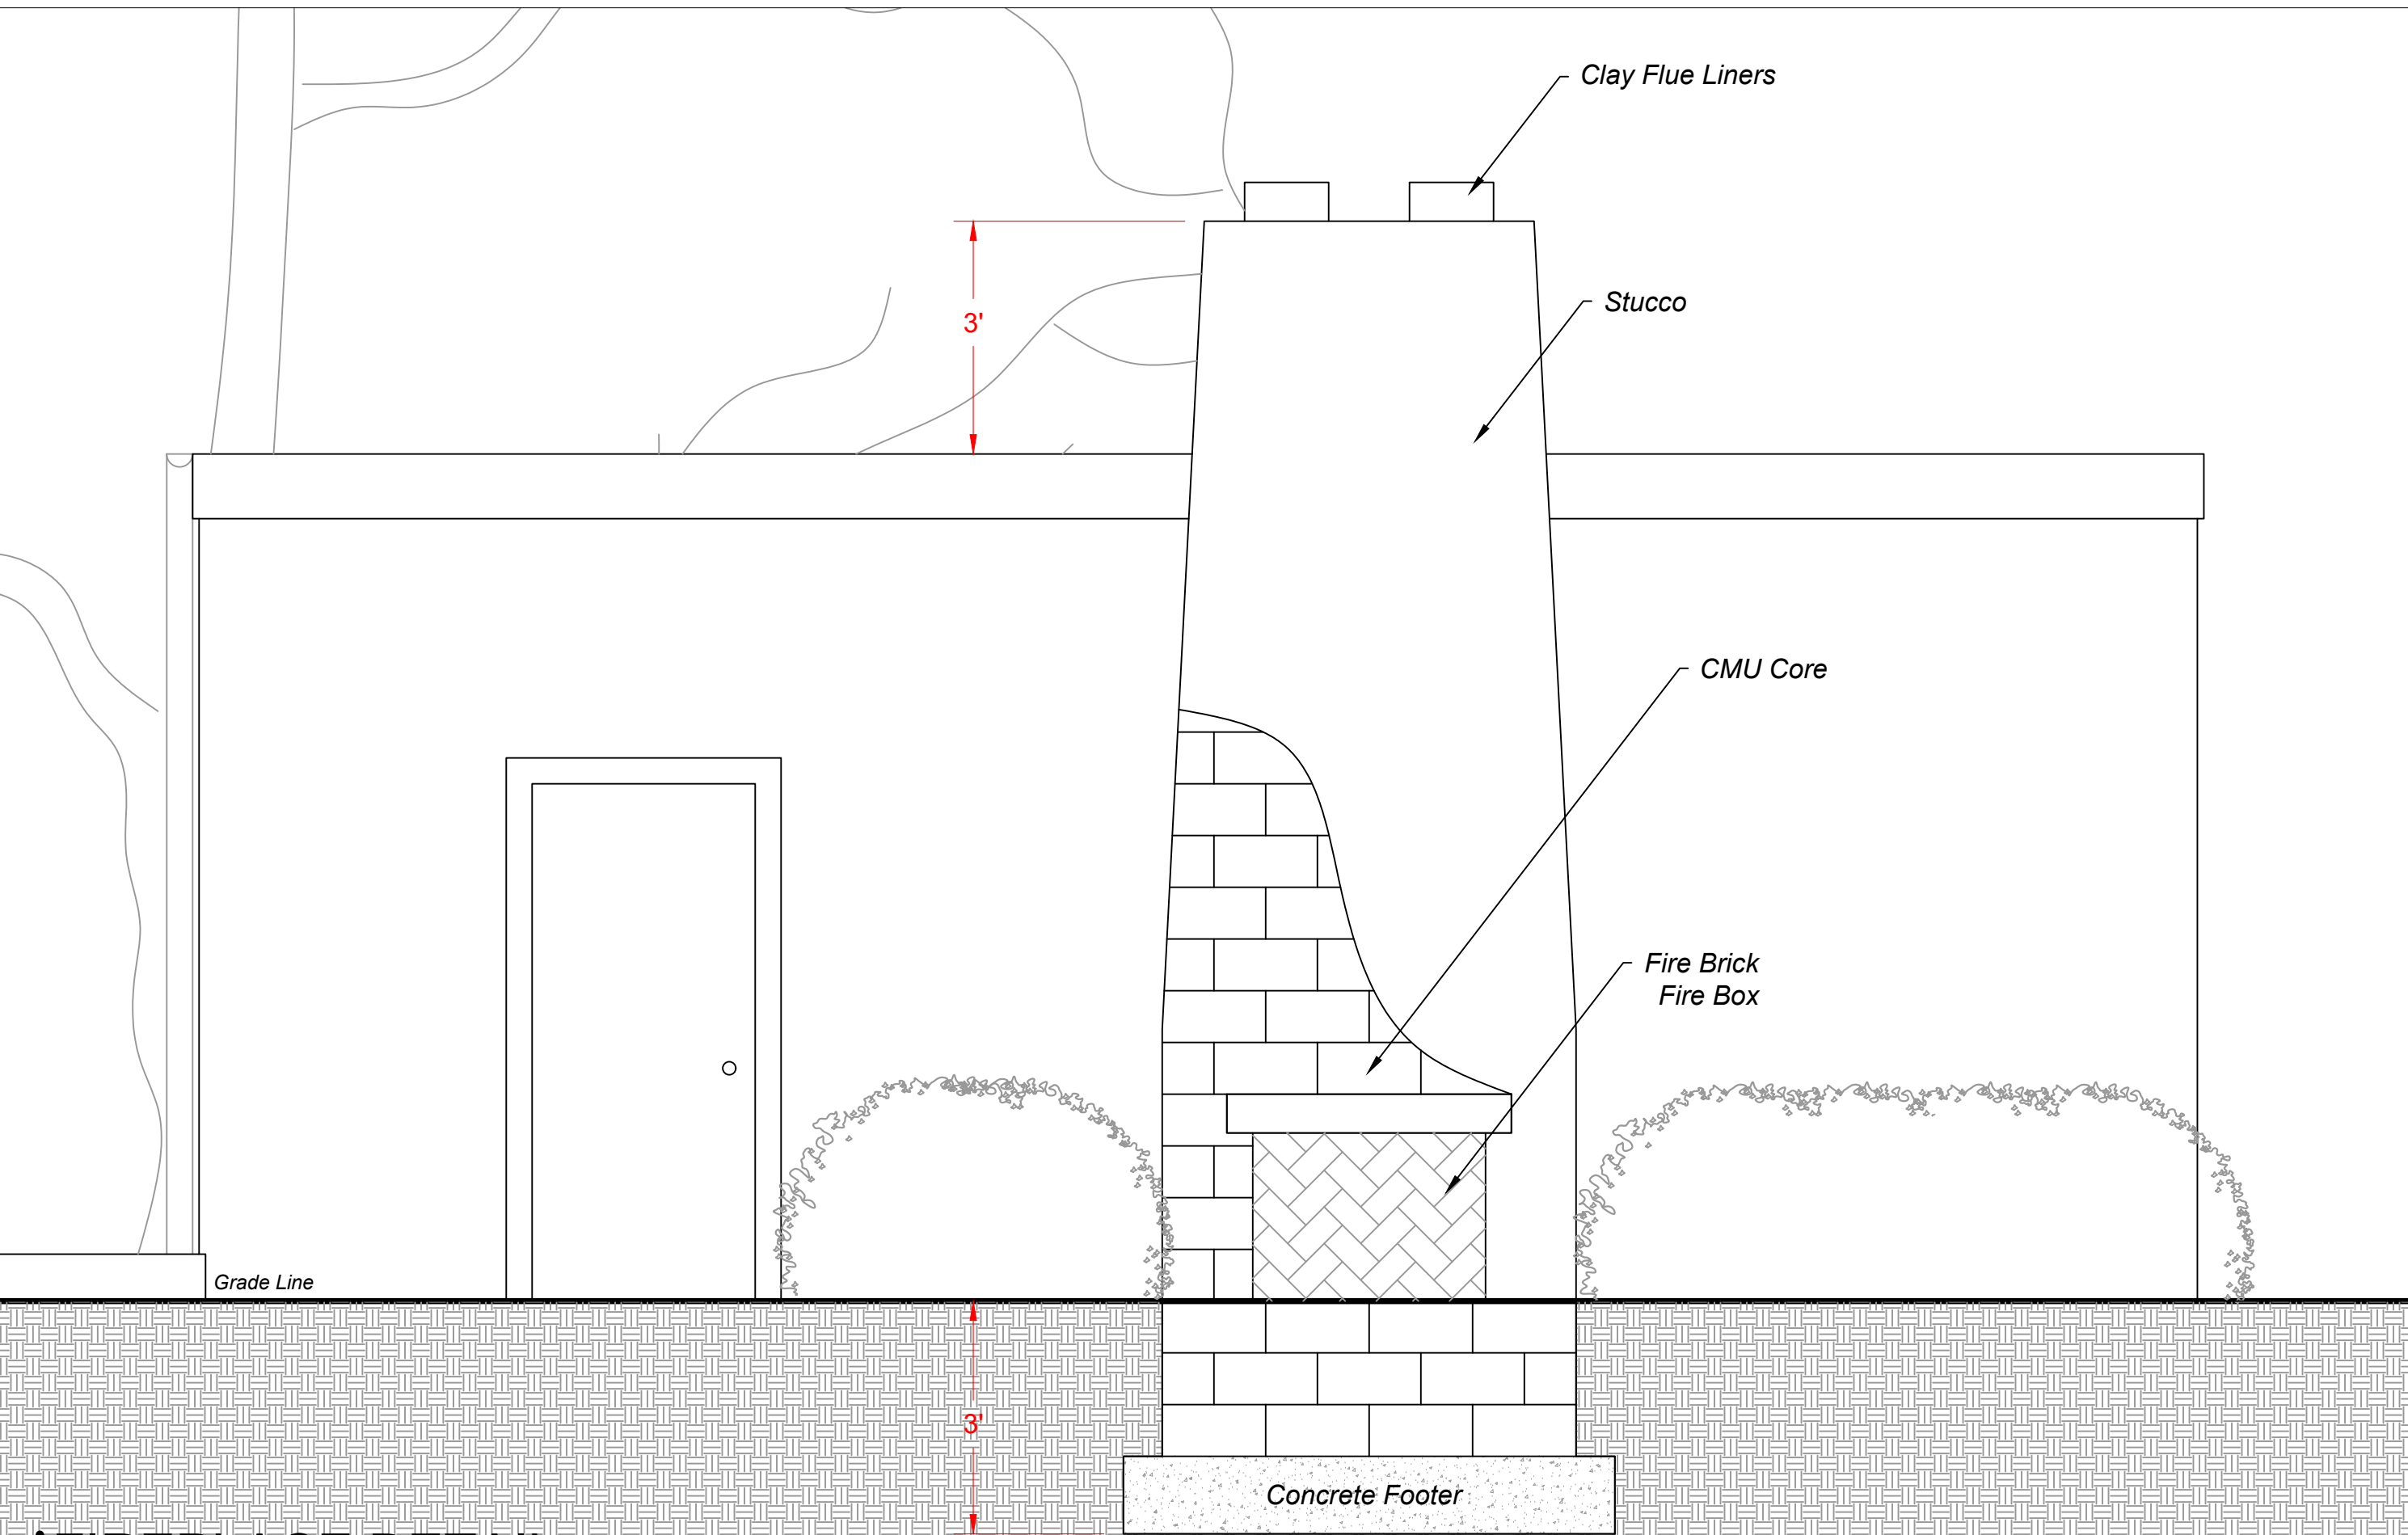 Clay Flue Liners
Stucco
3'
CMU Core
Fire Brick
Fire Box
Grade Line
3'
Concrete Footer